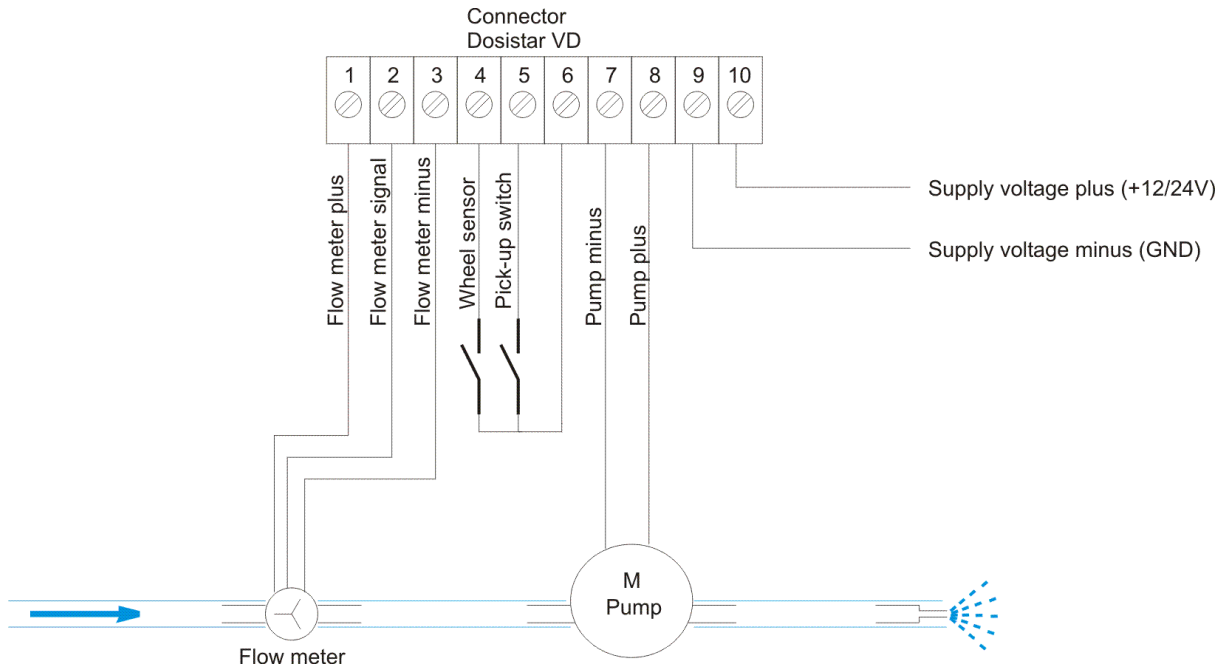 Connector
Dosistar VD
1 2 3 4 5 6 7 8 9 10
Flow meter plus
Flow meter signal
Flow meter minus
Wheel sensor
Pick-up switch
Pump minus
Pump plus
Supply voltage plus (+12/24V)
Supply voltage minus (GND)
M
Pump
Flow meter